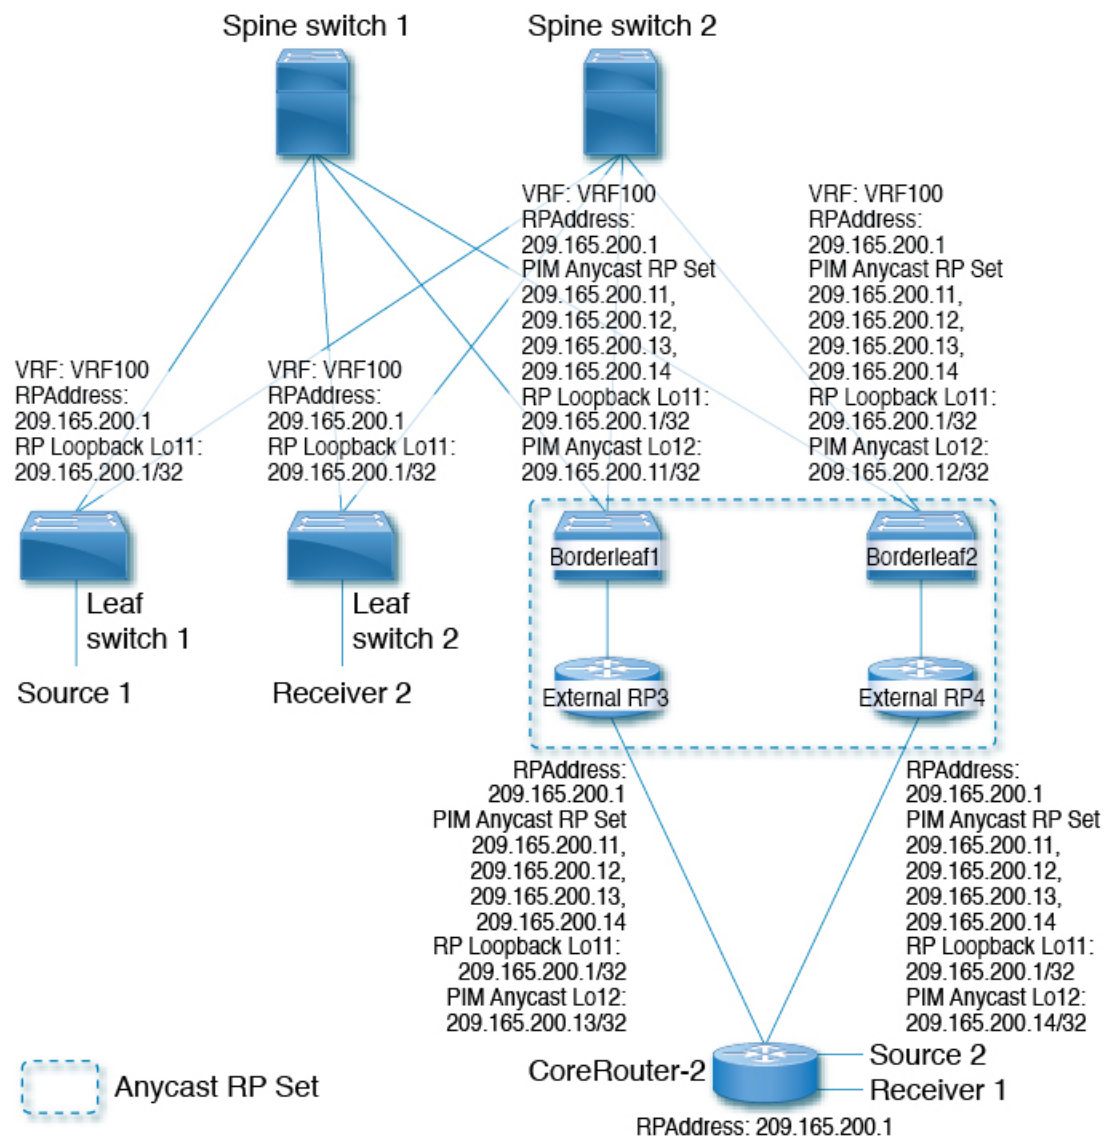 Spine switch 1
Spine switch 2
VRF: VRF100
RPAddress:
209.165.200.1
PIM Anycast RP Set
209.165.200.11,
209.165.200.12,
209.165.200.13,
209.165.200.14
RP Loopback Lo11:
209.165.200.1/32
PIM Anycast Lo12:
209.165.200.11/32
VRF: VRF100
RPAddress:
209.165.200.1
PIM Anycast RP Set
209.165.200.11,
209.165.200.12,
209.165.200.13,
209.165.200.14
RP Loopback Lo11:
209.165.200.1/32
PIM Anycast Lo12:
209.165.200.12/32
VRF: VRF100
RPAddress:
209.165.200.1
RP Loopback Lo11:
209.165.200.1/32
VRF: VRF100
RPAddress:
209.165.200.1
RP Loopback Lo11:
209.165.200.1/32
Borderleaf1
Borderleaf2
Leaf
switch 1
Leaf
switch 2
Source 1
Receiver 2
External RP3
External RP4
RPAddress:
209.165.200.1
PIM Anycast RP Set
209.165.200.11,
209.165.200.12,
209.165.200.13,
209.165.200.14
RP Loopback Lo11:
209.165.200.1/32
PIM Anycast Lo12:
209.165.200.13/32
RPAddress:
209.165.200.1
PIM Anycast RP Set
209.165.200.11,
209.165.200.12,
209.165.200.13,
209.165.200.14
RP Loopback Lo11:
209.165.200.1/32
PIM Anycast Lo12:
209.165.200.14/32
CoreRouter-2
Source 2
Receiver 1
Anycast RP Set
RPAddress: 209.165.200.1